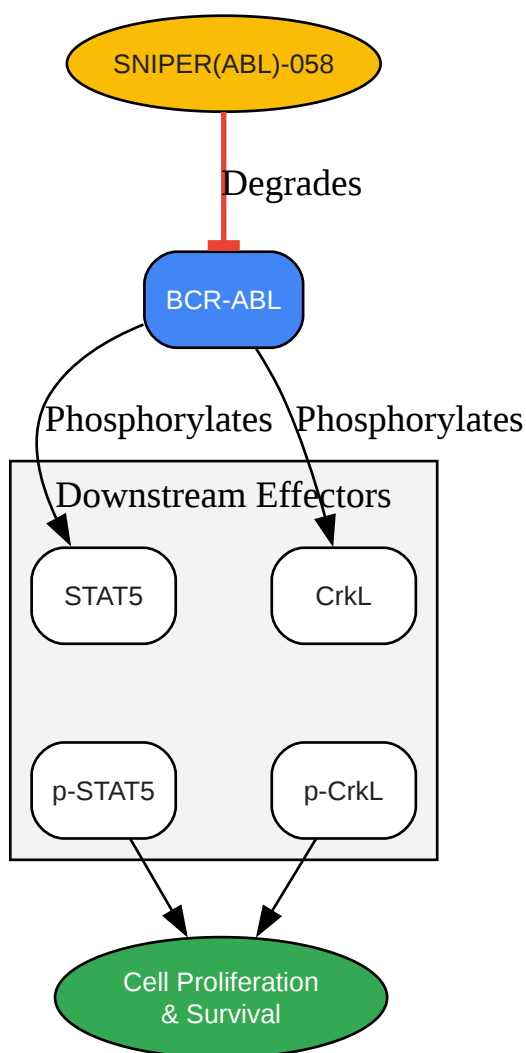 SNIPER(ABL)-058
Degrades
BCR-ABL
Phosphorylates
Phosphorylates
Downstream Effectors
STAT5
CrkL
p-STAT5
p-CrkL
Cell Proliferation
& Survival